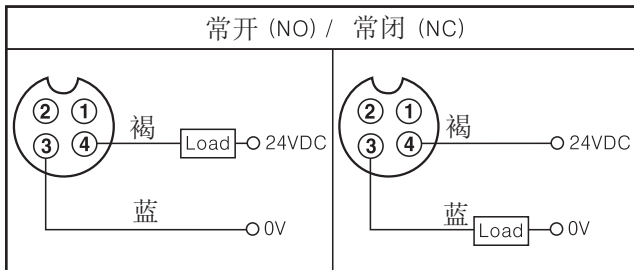 常开 (NO) / 常闭 (NC)
② ①
③ ④
褐
Load
24VDC
蓝
0V
② ①
③ ④
褐
24VDC
蓝
Load
0V